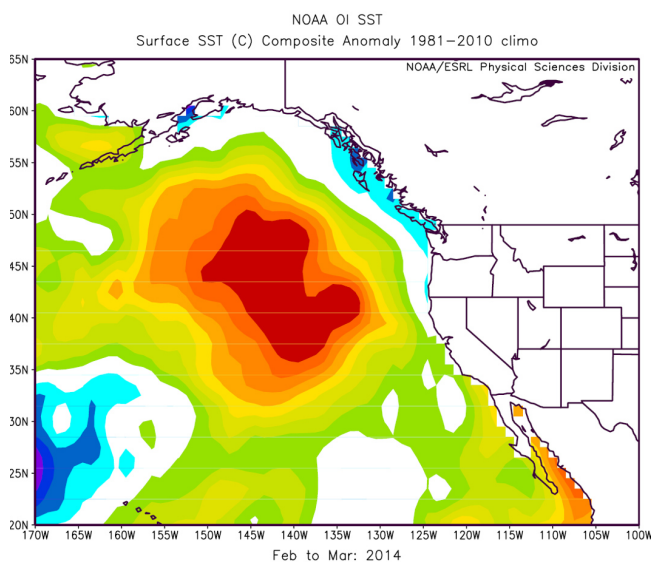 NOAA OI SST
Surface SST (C) Composite Anomaly 1981-2010 climo
NOAA/ESRL Physical Sciences Division
65N
60N
55N
50N
45N
40N
35N
30N
25N
20N
170W 165W 160W 155W 150W 145W 140W 135W 130W 125W 120W 115W 110W 105W 100W
Feb to Mar: 2014